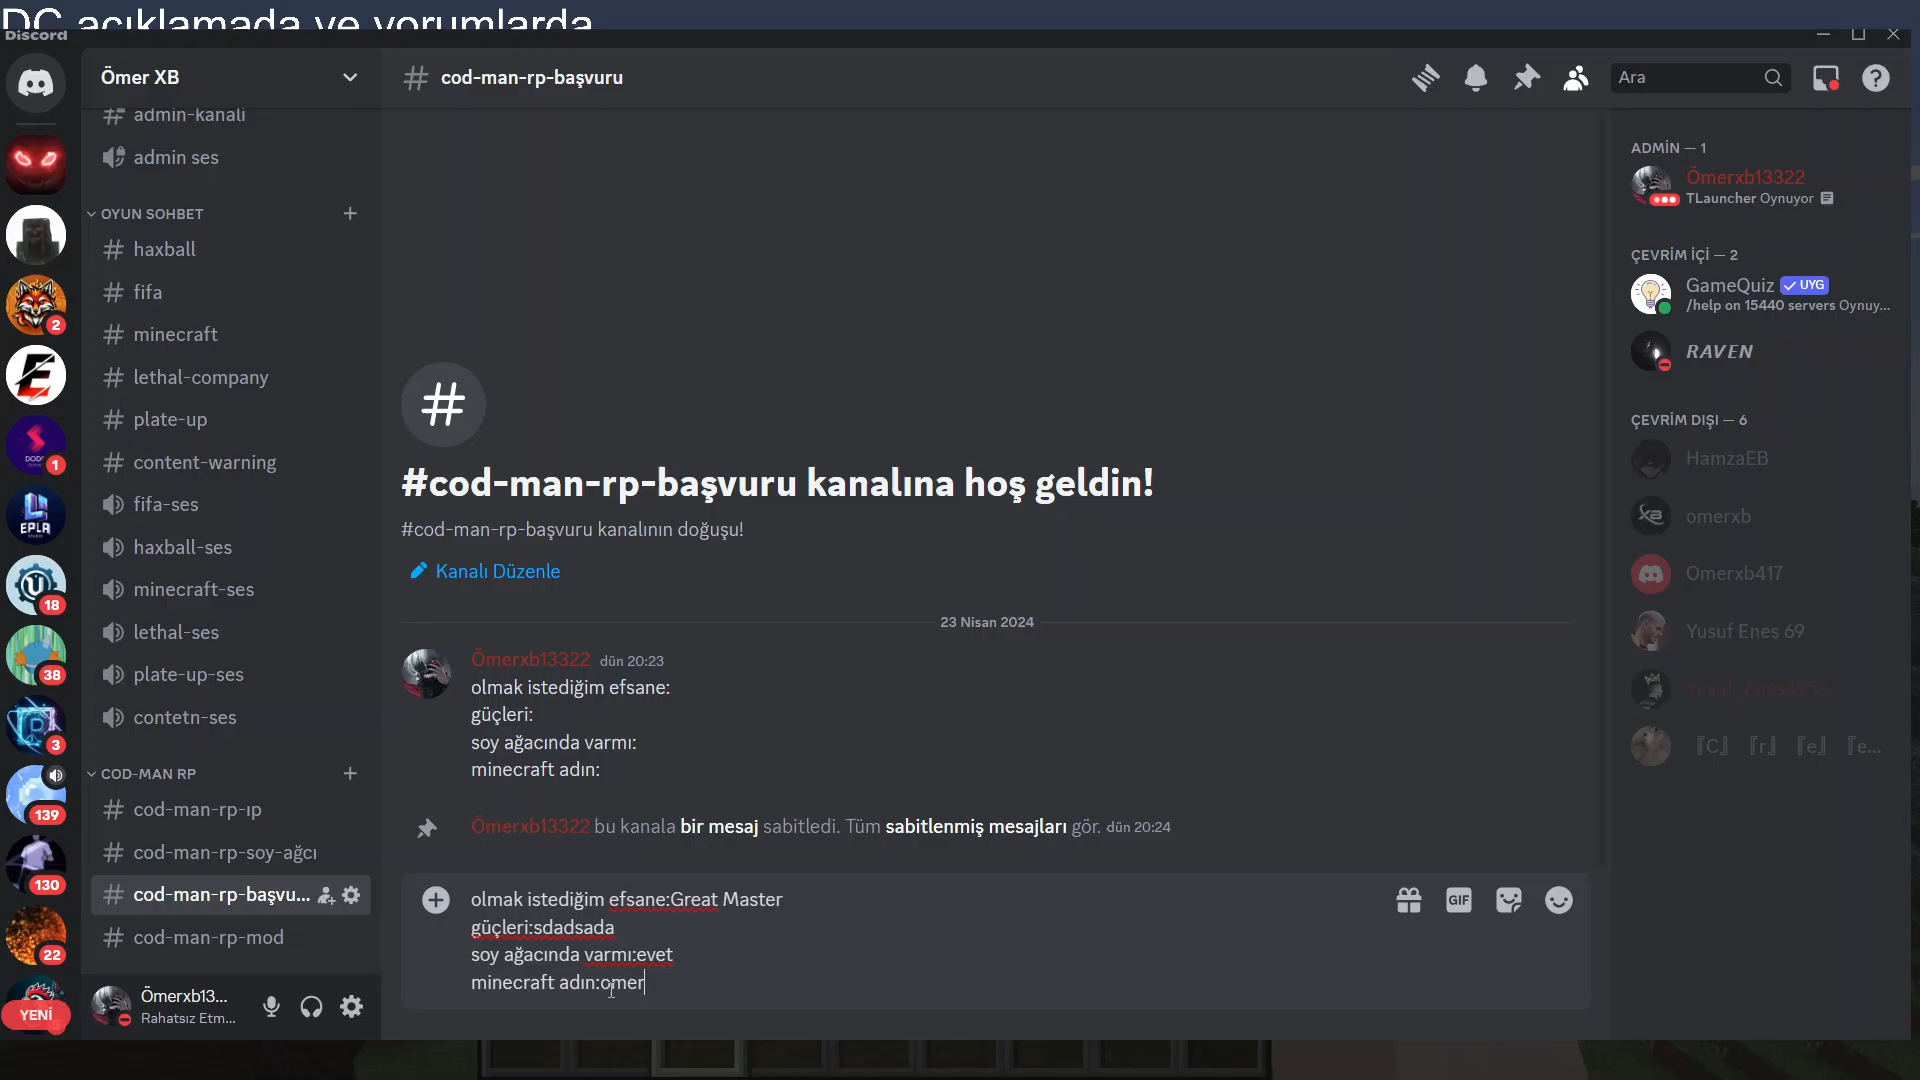 DC açıklamada ve yorumlarda
Discord
Ömer XB
admin-kanali
admin ses
OYUN SOHBET
haxball
fifa
minecraft
lethal-company
plate-up
content-warning
fifa-ses
haxball-ses
minecraft-ses
lethal-ses
plate-up-ses
contetn-ses
COD-MAN RP
cod-man-rp-ıp
cod-man-rp-soy-ağcı
cod-man-rp-başvu...
cod-man-rp-mod
Ömerxb13...
Rahatsız Etm...
2
DODO
1
EPLA
18
38
3
139
130
22
YENİ
cod-man-rp-başvuru
Ara
#cod-man-rp-başvuru kanalına hoş geldin!
#cod-man-rp-başvuru kanalının doğuşu!
Kanalı Düzenle
23 Nisan 2024
Ömerxb13322 dün 20:23
olmak istediğim efsane:
güçleri:
soy ağacında varmı:
minecraft adın:
Ömerxb13322 bu kanala bir mesaj sabitledi. Tüm sabitlenmiş mesajları gör. dün 20:24
olmak istediğim efsane:Great Master
güçleri:sdadsada
soy ağacında varmı:evet
minecraft adın:omer
GIF
ADMİN — 1
Ömerxb13322
TLauncher Oynuyor
ÇEVRİM İÇİ — 2
GameQuiz UYG
/help on 15440 servers Oynuy...
RAVEN
ÇEVRİM DIŞI — 6
HamzaEB
omerxb
Omerxb417
Yusuf Enes 69
『C』 『r』 『e』 『e...